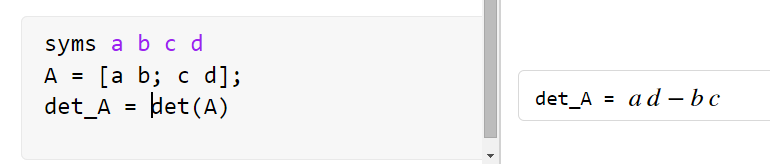 syms a b c d
A = [a b; c d];
det_A = det(A)
det_A = a d − b c